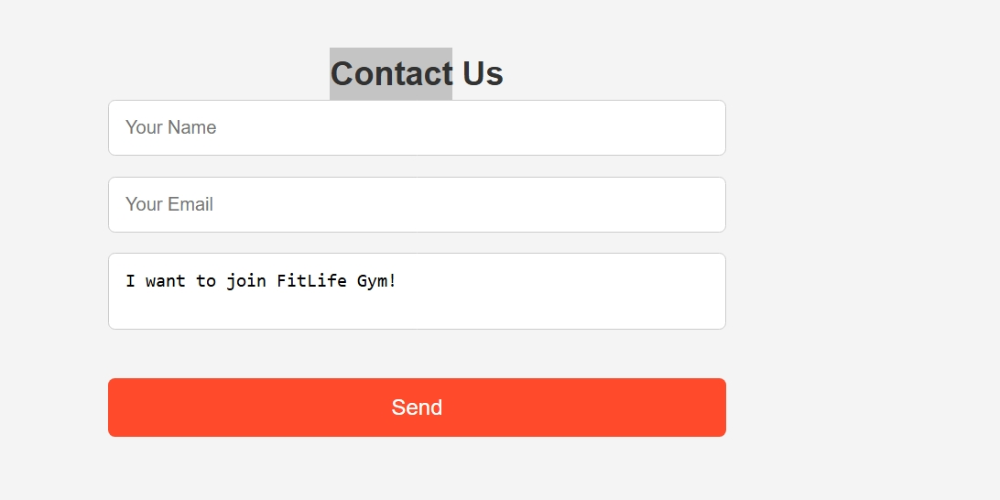 Contact Us
Your Name
Your Email
I want to join FitLife Gym!
Send